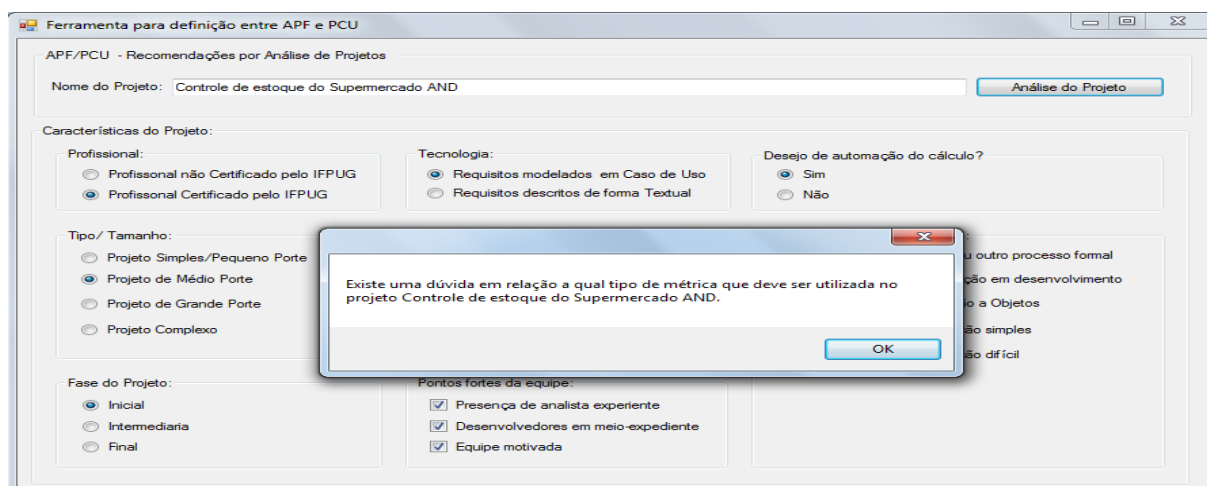 Ferramenta para definição entre APF e PCU
APF/PCU - Recomendações por Análise de Projetos
Nome do Projeto: Controle de estoque do Supermercado AND Análise do Projeto
Características do Projeto:
Profissional: Tecnologia: Desejo de automação do cálculo?
Profissonal não Certificado pelo IFPUG Requisitos modelados em Caso de Uso Sim
Profissonal Certificado pelo IFPUG Requisitos descritos de forma Textual Não
Tipo/ Tamanho:
Projeto Simples/Pequeno Porte outro processo formal
Projeto de Médio Porte em desenvolvimento
Existe uma dúvida em relação a qual tipo de métrica que deve ser utilizada no
projeto Controle de estoque do Supermercado AND.
Projeto de Grande Porte a Objetos
Projeto Complexo simples
OK
difícil
Fase do Projeto: Pontos fortes da equipe:
Inicial Presença de analista experiente
Intermediaria Desenvolvedores em meio-expediente
Final Equipe motivada